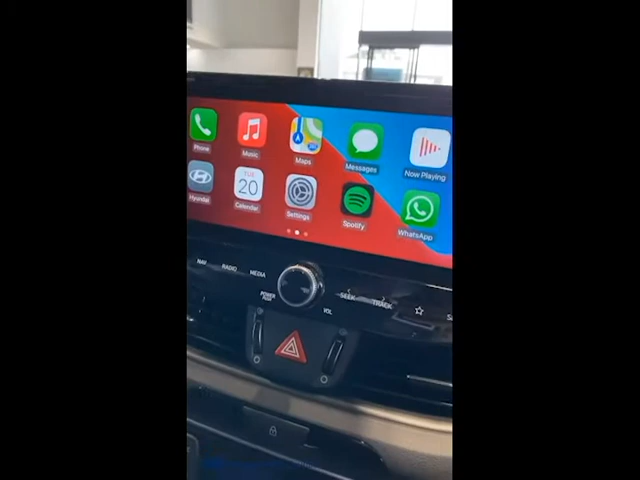 Phone Music Maps Messages Now Playing
TUE
20
Hyundai Calendar Settings Spotify WhatsApp
NAV RADIO MEDIA
POWER
PUSH
VOL
SEEK TRACK